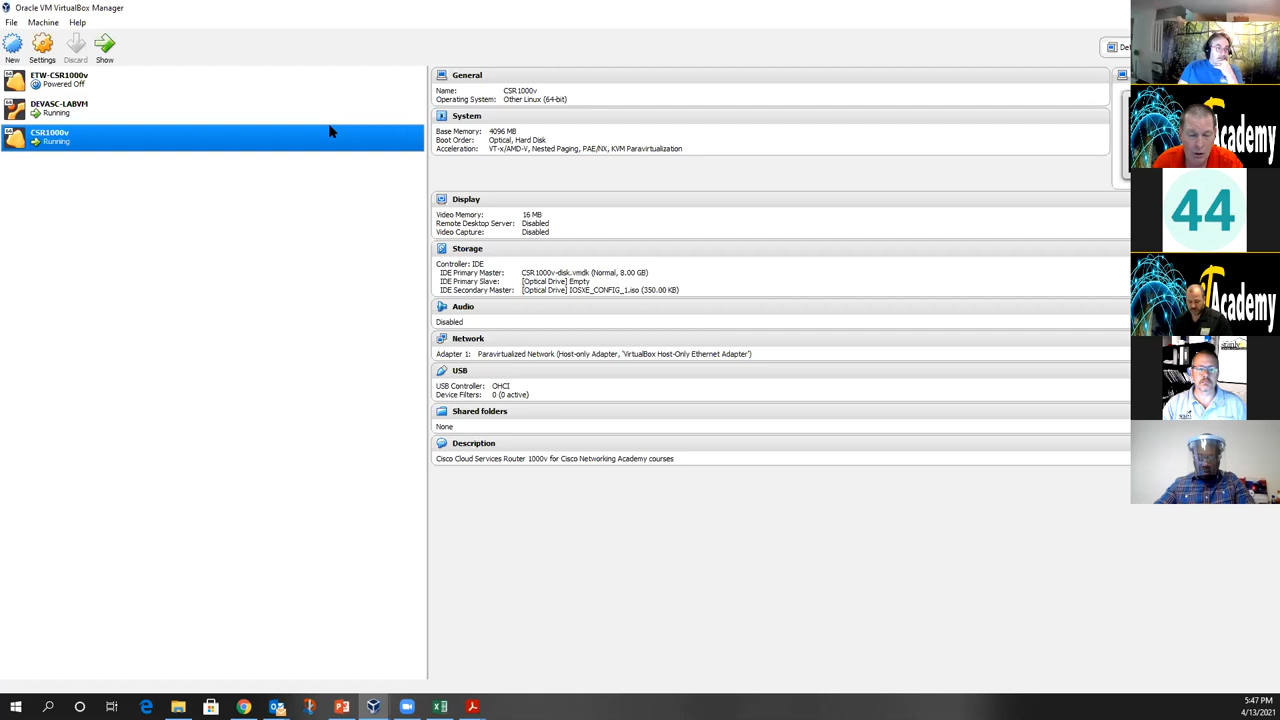 Oracle VM VirtualBox Manager
File Machine Help
New Settings Discard Show
Det
64 ETW-CSR1000v
Powered Off
64 DEVASC-LABVM
Running
64 CSR1000v
Running
General
Name: CSR1000v
Operating System: Other Linux (64-bit)
System
Base Memory: 4096 MB
Boot Order: Optical, Hard Disk
Acceleration: VT-x/AMD-V, Nested Paging, PAE/NX, KVM Paravirtualization
Display
Video Memory: 16 MB
Remote Desktop Server: Disabled
Video Capture: Disabled
Storage
Controller: IDE
IDE Primary Master: CSR1000v-disk.vmdk (Normal, 8.00 GB)
IDE Primary Slave: [Optical Drive] Empty
IDE Secondary Master: [Optical Drive] IOSXE_CONFIG_1.iso (350.00 KB)
Audio
Disabled
Network
Adapter 1: Paravirtualized Network (Host-only Adapter, 'VirtualBox Host-Only Ethernet Adapter')
USB
USB Controller: OHCI
Device Filters: 0 (0 active)
Shared folders
None
Description
Cisco Cloud Services Router 1000v for Cisco Networking Academy courses
Academy
44
iTAcademy
stanly
5:47 PM
4/13/2021